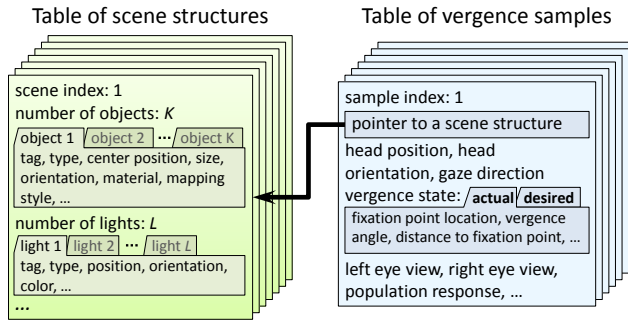 Table of scene structures
scene index: 1
number of objects: K
object 1 object 2 ••• object K
tag, type, center position, size,
orientation, material, mapping
style, ...
number of lights: L
light 1 light 2 ••• light L
tag, type, position, orientation,
color, ...
...
Table of vergence samples
sample index: 1
pointer to a scene structure
head position, head
orientation, gaze direction
vergence state: actual desired
fixation point location, vergence
angle, distance to fixation point, ...
left eye view, right eye view,
population response, ...